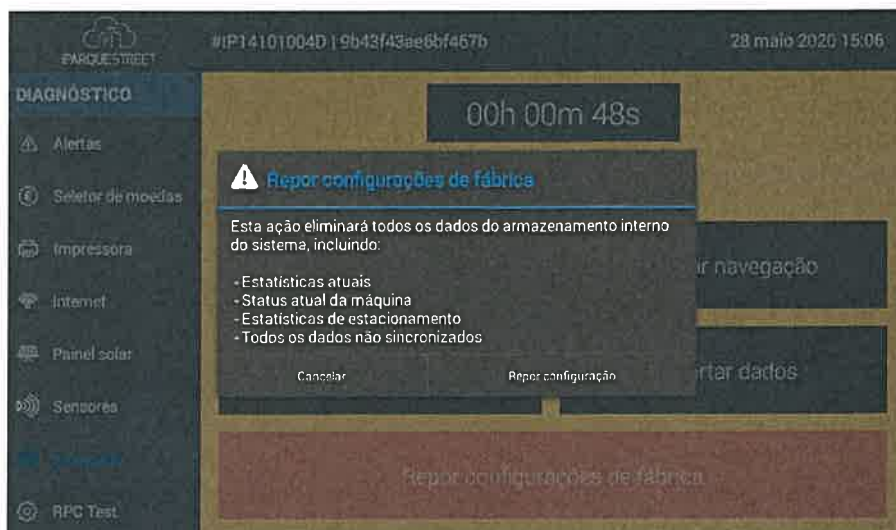 iPARQUESTREET
#IP14101004D | 9b43f43ae6bf467b
28 maio 2020 15:06
DIAGNÓSTICO
Alertas
Seletor de moedas
Impressora
Internet
Painel solar
Sensores
RPC Test
00h 00m 48s
Repor configurações de fábrica
Esta ação eliminará todos os dados do armazenamento interno
do sistema, incluindo:
- Estatísticas atuais
- Status atual da máquina
- Estatísticas de estacionamento
- Todos os dados não sincronizados
Cancelar
Repor configuração
ir navegação
rtar dados
Repor configurações de fábrica